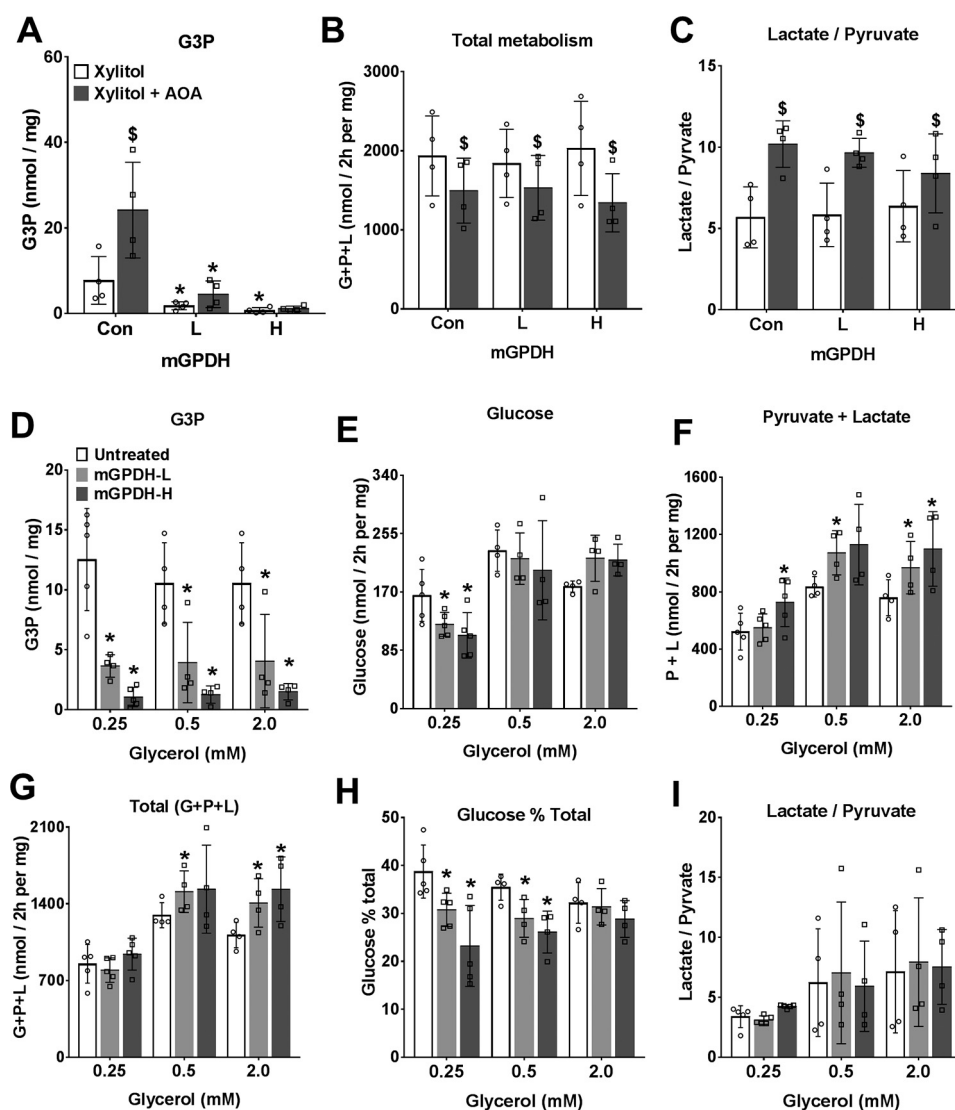 A
G3P
G3P (nmol / mg)
60
40
20
0
Xylitol
Xylitol + AOA
$
*
*
*
Con
L
H
mGPDH
B
Total metabolism
G+P+L (nmol / 2h per mg)
3000
2000
1000
0
$
$
$
Con
L
H
mGPDH
C
Lactate / Pyruvate
Lactate / Pyrvate
15
10
5
0
$
$
$
Con
L
H
mGPDH
D
G3P
G3P (nmol / mg)
20
15
10
5
0
Untreated
mGPDH-L
mGPDH-H
*
*
*
*
*
*
0.25
0.5
2.0
Glycerol (mM)
E
Glucose
Glucose (nmol / 2h per mg)
340
255
170
85
0
*
*
0.25
0.5
2.0
Glycerol (mM)
F
Pyruvate + Lactate
P + L (nmol / 2h per mg)
1600
1200
800
400
0
*
*
*
*
0.25
0.5
2.0
Glycerol (mM)
G
Total (G+P+L)
G+P+L (nmol / 2h per mg)
2100
1400
700
0
*
*
*
0.25
0.5
2.0
Glycerol (mM)
H
Glucose % Total
Glucose % total
50
40
30
20
10
0
*
*
*
*
0.25
0.5
2.0
Glycerol (mM)
I
Lactate / Pyruvate
Lactate / Pyruvate
20
15
10
5
0
0.25
0.5
2.0
Glycerol (mM)